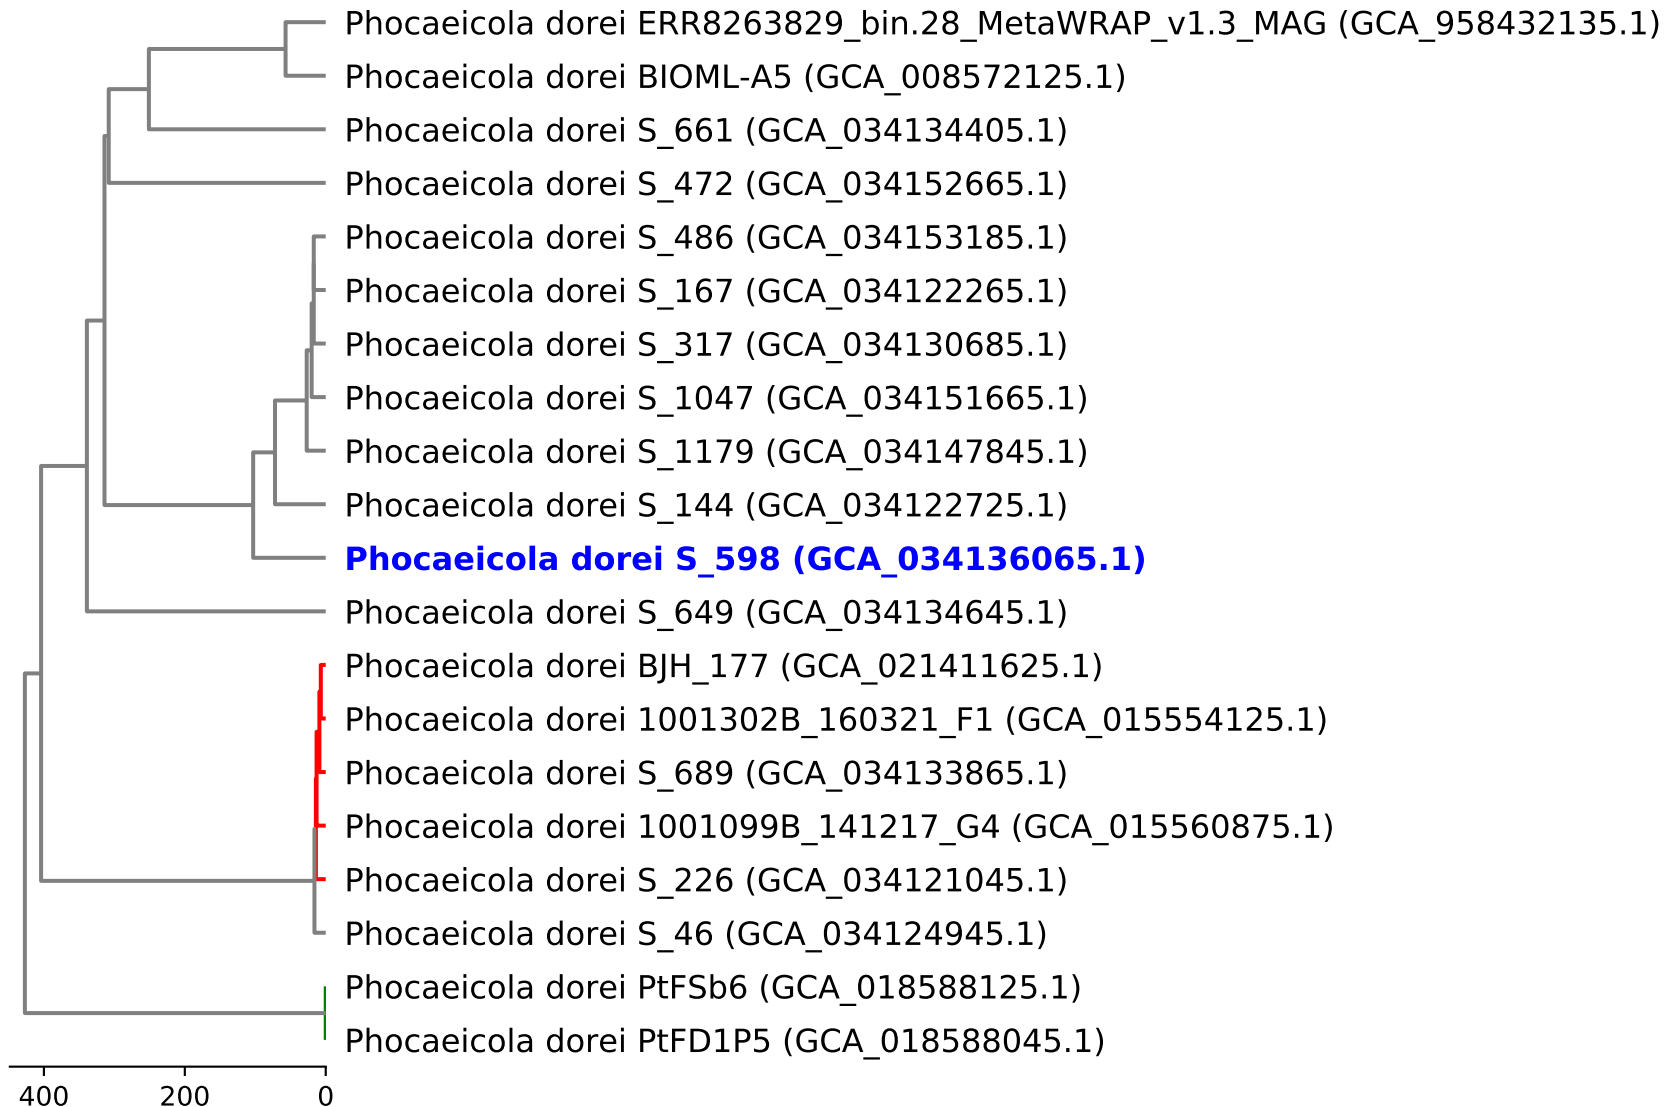 Phocaeicola dorei ERR8263829_bin.28_MetaWRAP_v1.3_MAG (GCA_958432135.1)
Phocaeicola dorei BIOML-A5 (GCA_008572125.1)
Phocaeicola dorei S_661 (GCA_034134405.1)
Phocaeicola dorei S_472 (GCA_034152665.1)
Phocaeicola dorei S_486 (GCA_034153185.1)
Phocaeicola dorei S_167 (GCA_034122265.1)
Phocaeicola dorei S_317 (GCA_034130685.1)
Phocaeicola dorei S_1047 (GCA_034151665.1)
Phocaeicola dorei S_1179 (GCA_034147845.1)
Phocaeicola dorei S_144 (GCA_034122725.1)
Phocaeicola dorei S_598 (GCA_034136065.1)
Phocaeicola dorei S_649 (GCA_034134645.1)
Phocaeicola dorei BJH_177 (GCA_021411625.1)
Phocaeicola dorei 1001302B_160321_F1 (GCA_015554125.1)
Phocaeicola dorei S_689 (GCA_034133865.1)
Phocaeicola dorei 1001099B_141217_G4 (GCA_015560875.1)
Phocaeicola dorei S_226 (GCA_034121045.1)
Phocaeicola dorei S_46 (GCA_034124945.1)
Phocaeicola dorei PtFSb6 (GCA_018588125.1)
Phocaeicola dorei PtFD1P5 (GCA_018588045.1)
400 200 0